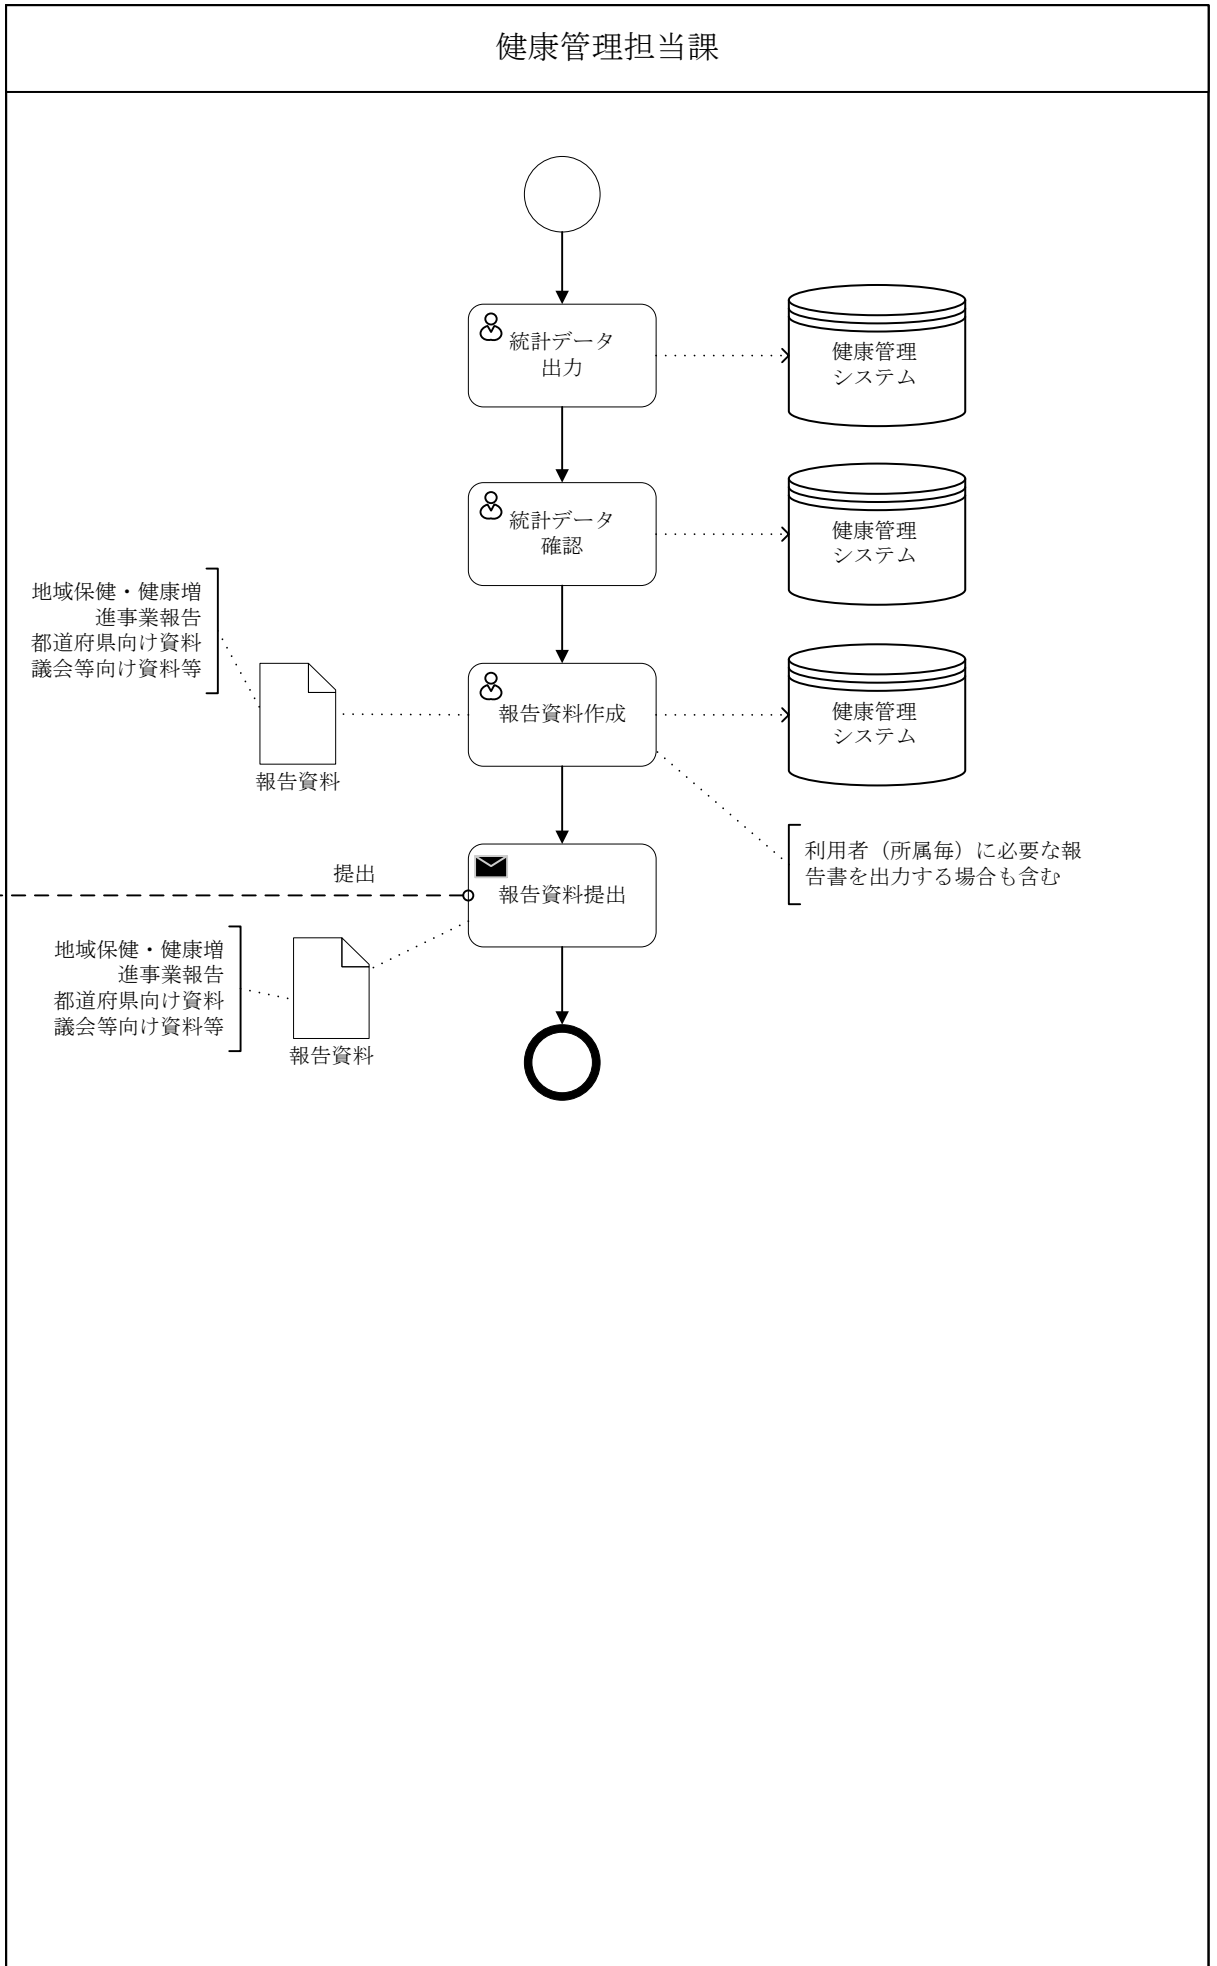 健康管理担当課
統計データ
出力
健康管理
システム
統計データ
確認
健康管理
システム
地域保健・健康増
進事業報告
都道府県向け資料
議会等向け資料等
報告資料
報告資料作成
健康管理
システム
利用者（所属毎）に必要な報
告書を出力する場合も含む
提出
報告資料提出
地域保健・健康増
進事業報告
都道府県向け資料
議会等向け資料等
報告資料